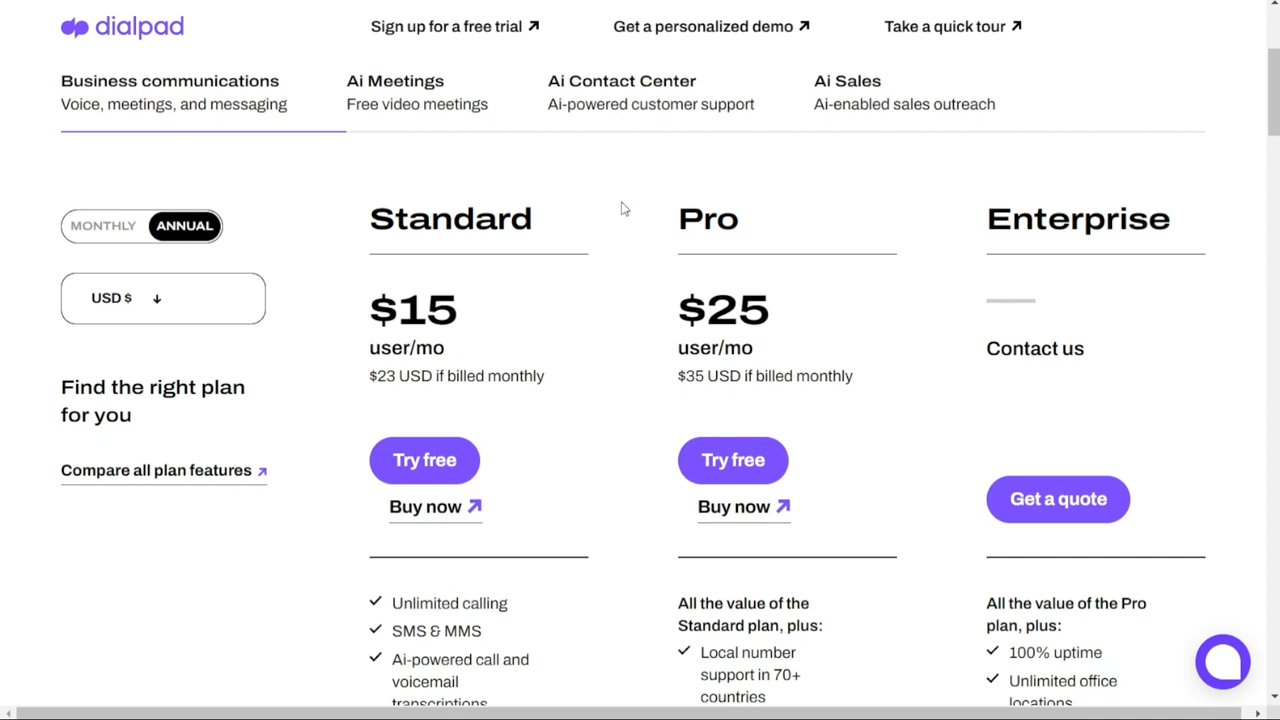 dialpad
Sign up for a free trial
Get a personalized demo
Take a quick tour
Business communications
Voice, meetings, and messaging
Ai Meetings
Free video meetings
Ai Contact Center
Ai-powered customer support
Ai Sales
Ai-enabled sales outreach
MONTHLY ANNUAL
USD $
Find the right plan
for you
Compare all plan features
Standard
$15
user/mo
$23 USD if billed monthly
Try free
Buy now
Unlimited calling
SMS & MMS
Ai-powered call and
voicemail
transcriptions
Pro
$25
user/mo
$35 USD if billed monthly
Try free
Buy now
All the value of the
Standard plan, plus:
Local number
support in 70+
countries
Enterprise
Contact us
Get a quote
All the value of the Pro
plan, plus:
100% uptime
Unlimited office
locations